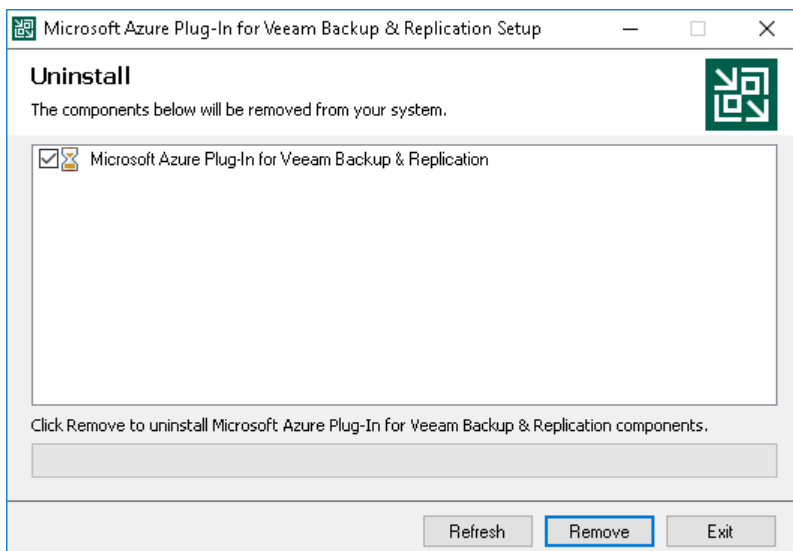 Microsoft Azure Plug-In for Veeam Backup & Replication Setup
Uninstall
The components below will be removed from your system.
Microsoft Azure Plug-In for Veeam Backup & Replication
Click Remove to uninstall Microsoft Azure Plug-In for Veeam Backup & Replication components.
Refresh
Remove
Exit